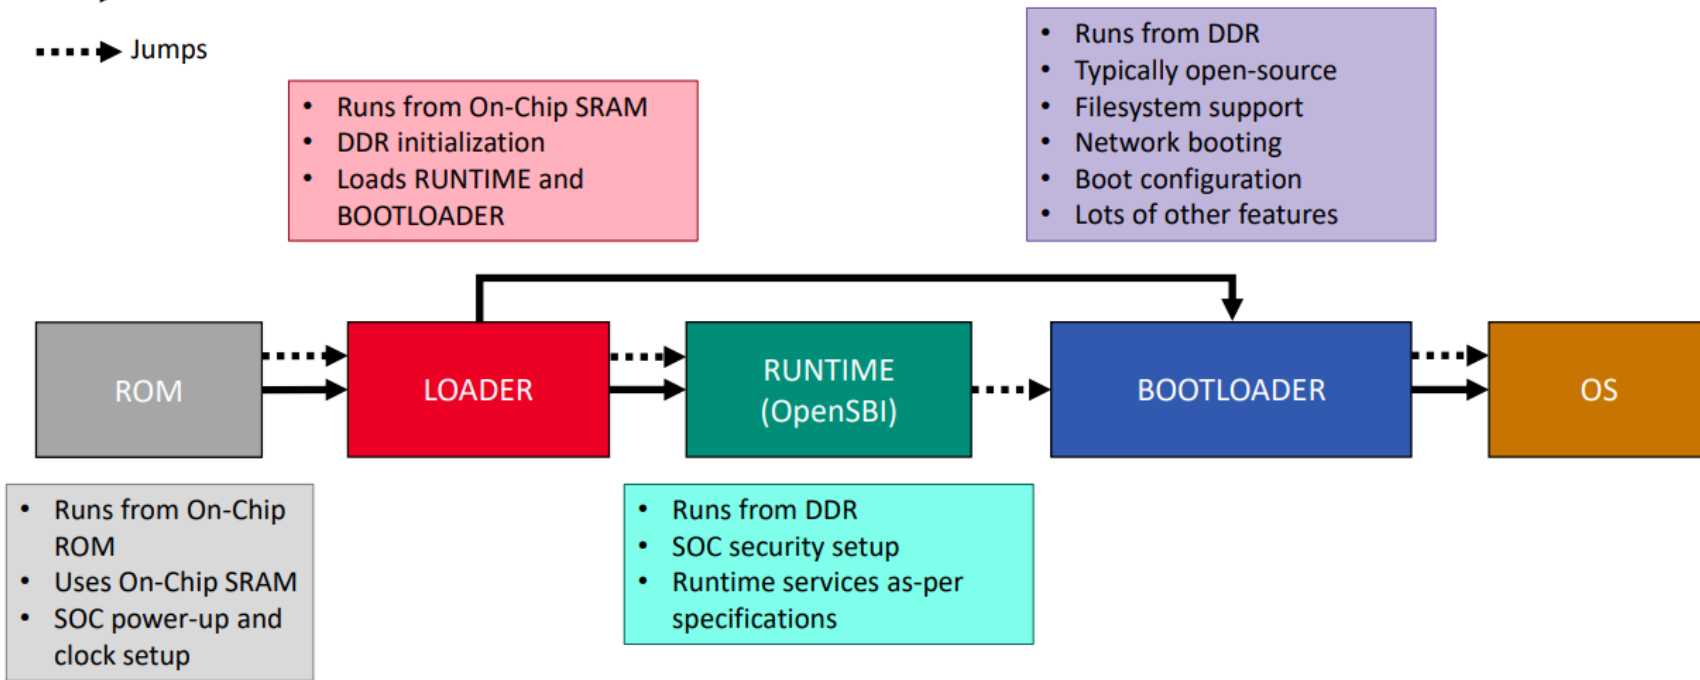 Jumps
• Runs from On-Chip SRAM
• DDR initialization
• Loads RUNTIME and
BOOTLOADER
• Runs from DDR
• Typically open-source
• Filesystem support
• Network booting
• Boot configuration
• Lots of other features
ROM
LOADER
RUNTIME
(OpenSBI)
BOOTLOADER
OS
• Runs from On-Chip
ROM
• Uses On-Chip SRAM
• SOC power-up and
clock setup
• Runs from DDR
• SOC security setup
• Runtime services as-per
specifications